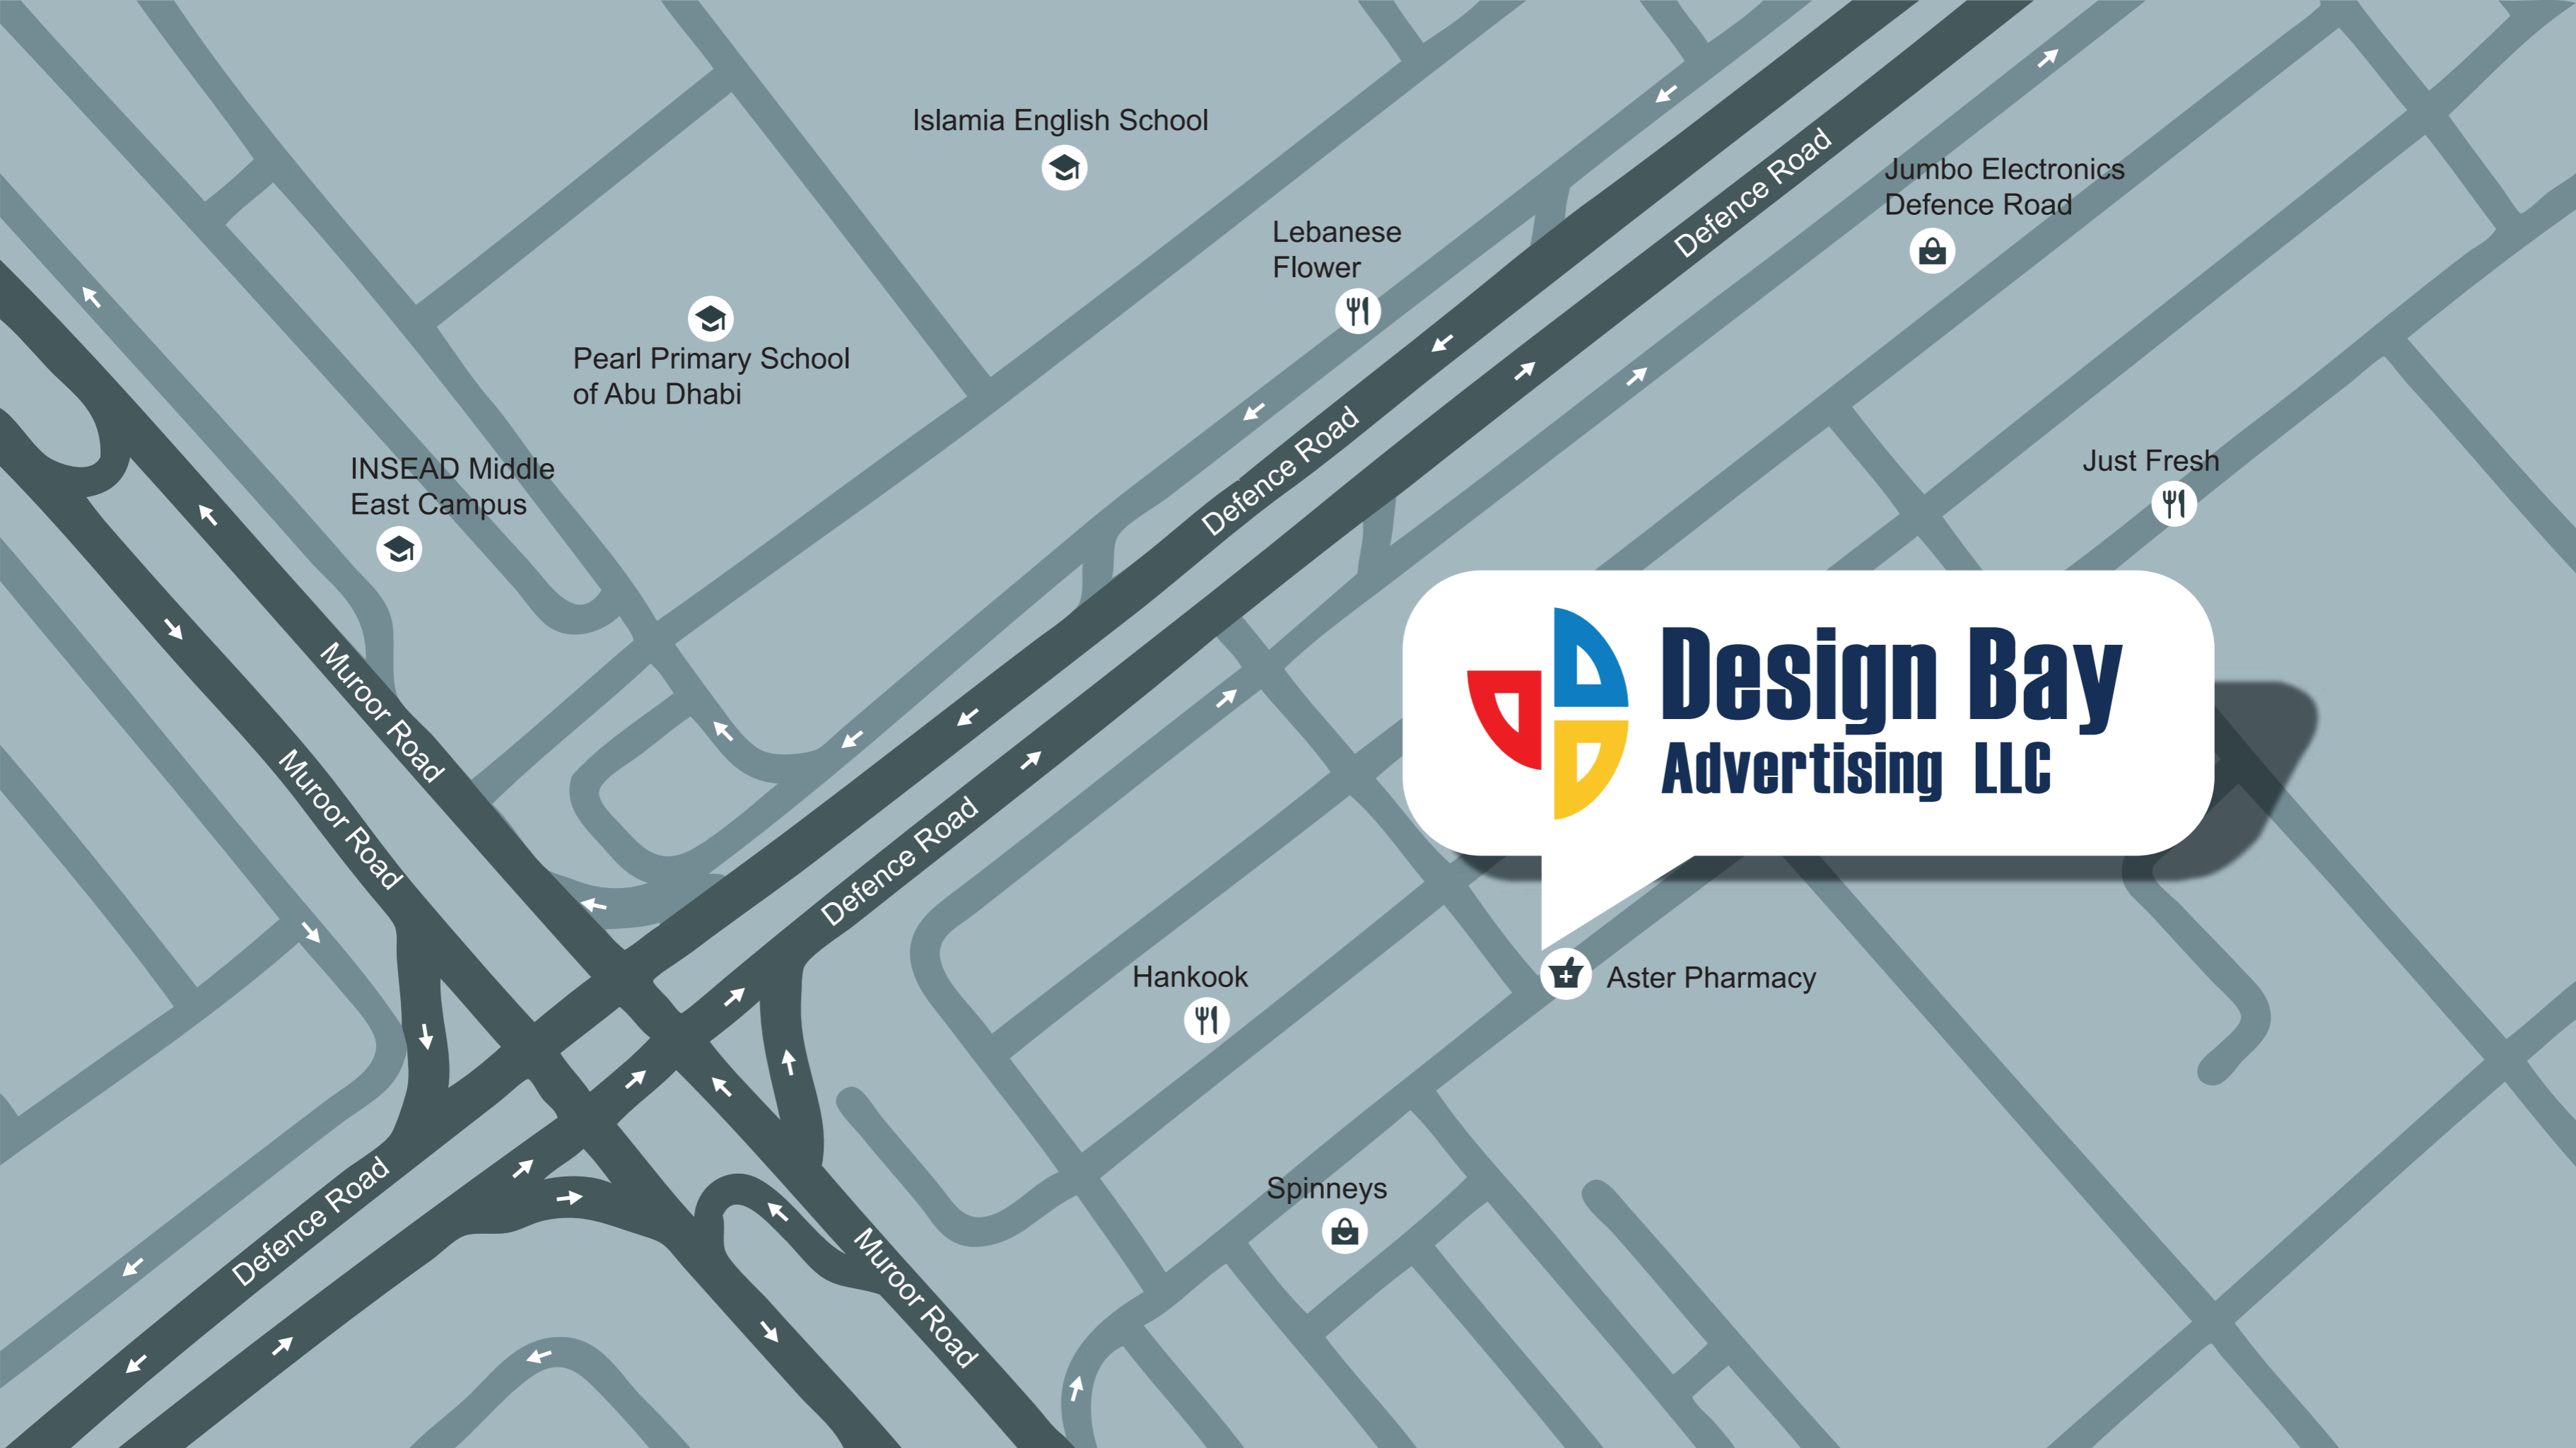 Islamia English School
Defence Road
Jumbo Electronics
Defence Road
Lebanese
Flower
Pearl Primary School
of Abu Dhabi
INSEAD Middle
East Campus
Defence Road
Just Fresh
Muroor Road
Muroor Road
Design Bay
Advertising LLC
Defence Road
Hankook
Aster Pharmacy
Defence Road
Spinneys
Muroor Road